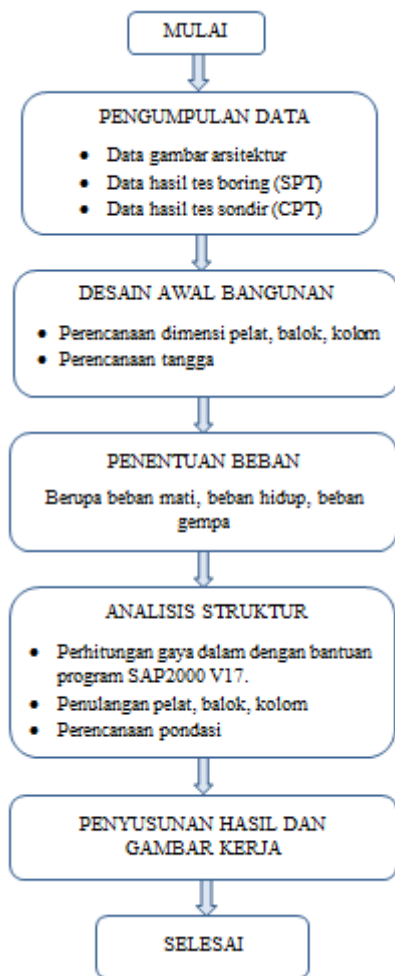 MULAI
PENGUMPULAN DATA
• Data gambar arsitektur
• Data hasil tes boring (SPT)
• Data hasil tes sondir (CPT)
DESAIN AWAL BANGUNAN
• Perencanaan dimensi pelat, balok, kolom
• Perencanaan tangga
PENENTUAN BEBAN
Berupa beban mati, beban hidup, beban
gempa
ANALISIS STRUKTUR
• Perhitungan gaya dalam dengan bantuan
program SAP2000 V17.
• Penulangan pelat, balok, kolom
• Perencanaan pondasi
PENYUSUNAN HASIL DAN
GAMBAR KERJA
SELESAI